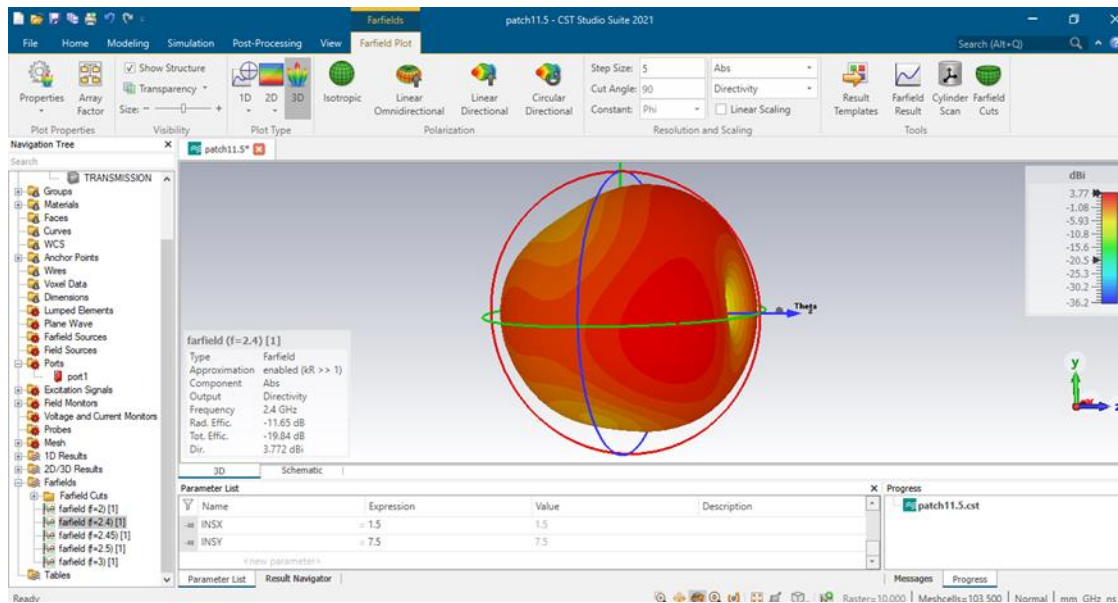 Farfields
patch11.5 - CST Studio Suite 2021
File Home Modeling Simulation Post-Processing View Farfield Plot
Search (Alt+Q)
Properties
Array Factor
Show Structure
Transparency
Size:
1D 2D 3D
Isotropic
Linear Omnidirectional
Linear Directional
Circular Directional
Step Size: 5
Cut Angle: 90
Constant: Phi
Abs
Directivity
Linear Scaling
Result Templates
Farfield Result
Cylinder Scan
Farfield Cuts
Plot Properties Visibility Plot Type Polarization Resolution and Scaling Tools
Navigation Tree
Search
TRANSMISSION
Groups
Materials
Faces
Curves
WCS
Anchor Points
Wires
Voxel Data
Dimensions
Lumped Elements
Plane Wave
Farfield Sources
Field Sources
Ports
port1
Excitation Signals
Field Monitors
Voltage and Current Monitors
Probes
Mesh
1D Results
2D/3D Results
Farfields
Farfield Cuts
farfield (f=2) [1]
farfield (f=2.4) [1]
farfield (f=2.45) [1]
farfield (f=2.5) [1]
farfield (f=3) [1]
Tables
patch11.5*
dBi
3.77
-1.08
-5.93
-10.8
-15.6
-20.5
-25.3
-30.2
-36.2
Theta
z
y
farfield (f=2.4) [1]
Type Farfield
Approximation enabled (kR >> 1)
Component Abs
Output Directivity
Frequency 2.4 GHz
Rad. Effic. -11.65 dB
Tot. Effic. -19.84 dB
Dir. 3.772 dBi
3D Schematic
Parameter List
Name Expression Value Description
INSX = 1.5 1.5
INSY = 7.5 7.5
<new parameter>
Parameter List Result Navigator
Progress
patch11.5.cst
Messages Progress
Ready
Raster=10.000 Meshcells=103.500 Normal mm GHz ns